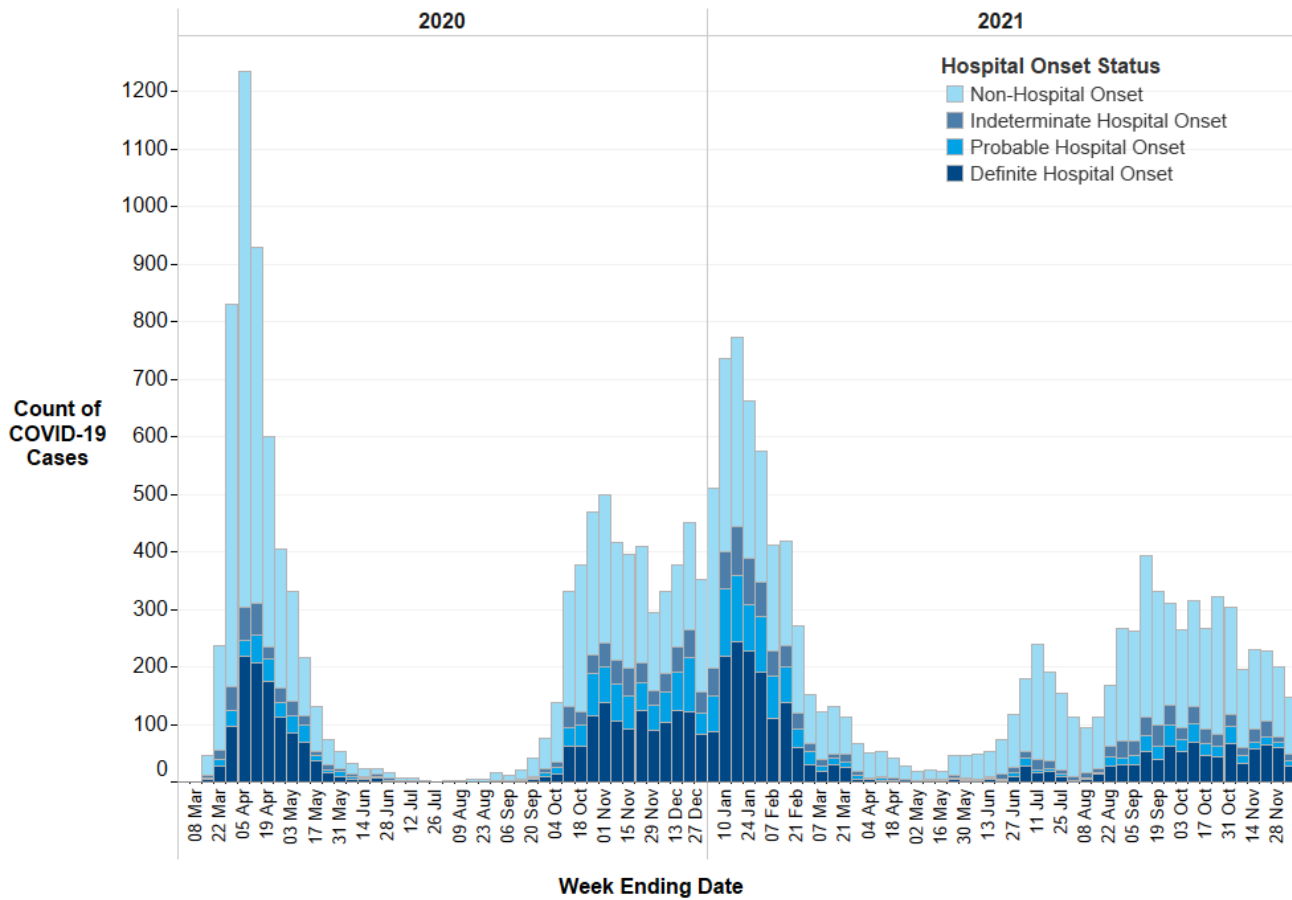 2020
2021
Hospital Onset Status
Non-Hospital Onset
Indeterminate Hospital Onset
Probable Hospital Onset
Definite Hospital Onset
1200
1100
1000
900
800
700
600
500
400
300
200
100
0
Count of
COVID-19
Cases
08 Mar
22 Mar
05 Apr
19 Apr
03 May
17 May
31 May
14 Jun
28 Jun
12 Jul
26 Jul
09 Aug
23 Aug
06 Sep
20 Sep
04 Oct
18 Oct
01 Nov
15 Nov
29 Nov
13 Dec
27 Dec
10 Jan
24 Jan
07 Feb
21 Feb
07 Mar
21 Mar
04 Apr
18 Apr
02 May
16 May
30 May
13 Jun
27 Jun
11 Jul
25 Jul
08 Aug
22 Aug
05 Sep
19 Sep
03 Oct
17 Oct
31 Oct
14 Nov
28 Nov
Week Ending Date